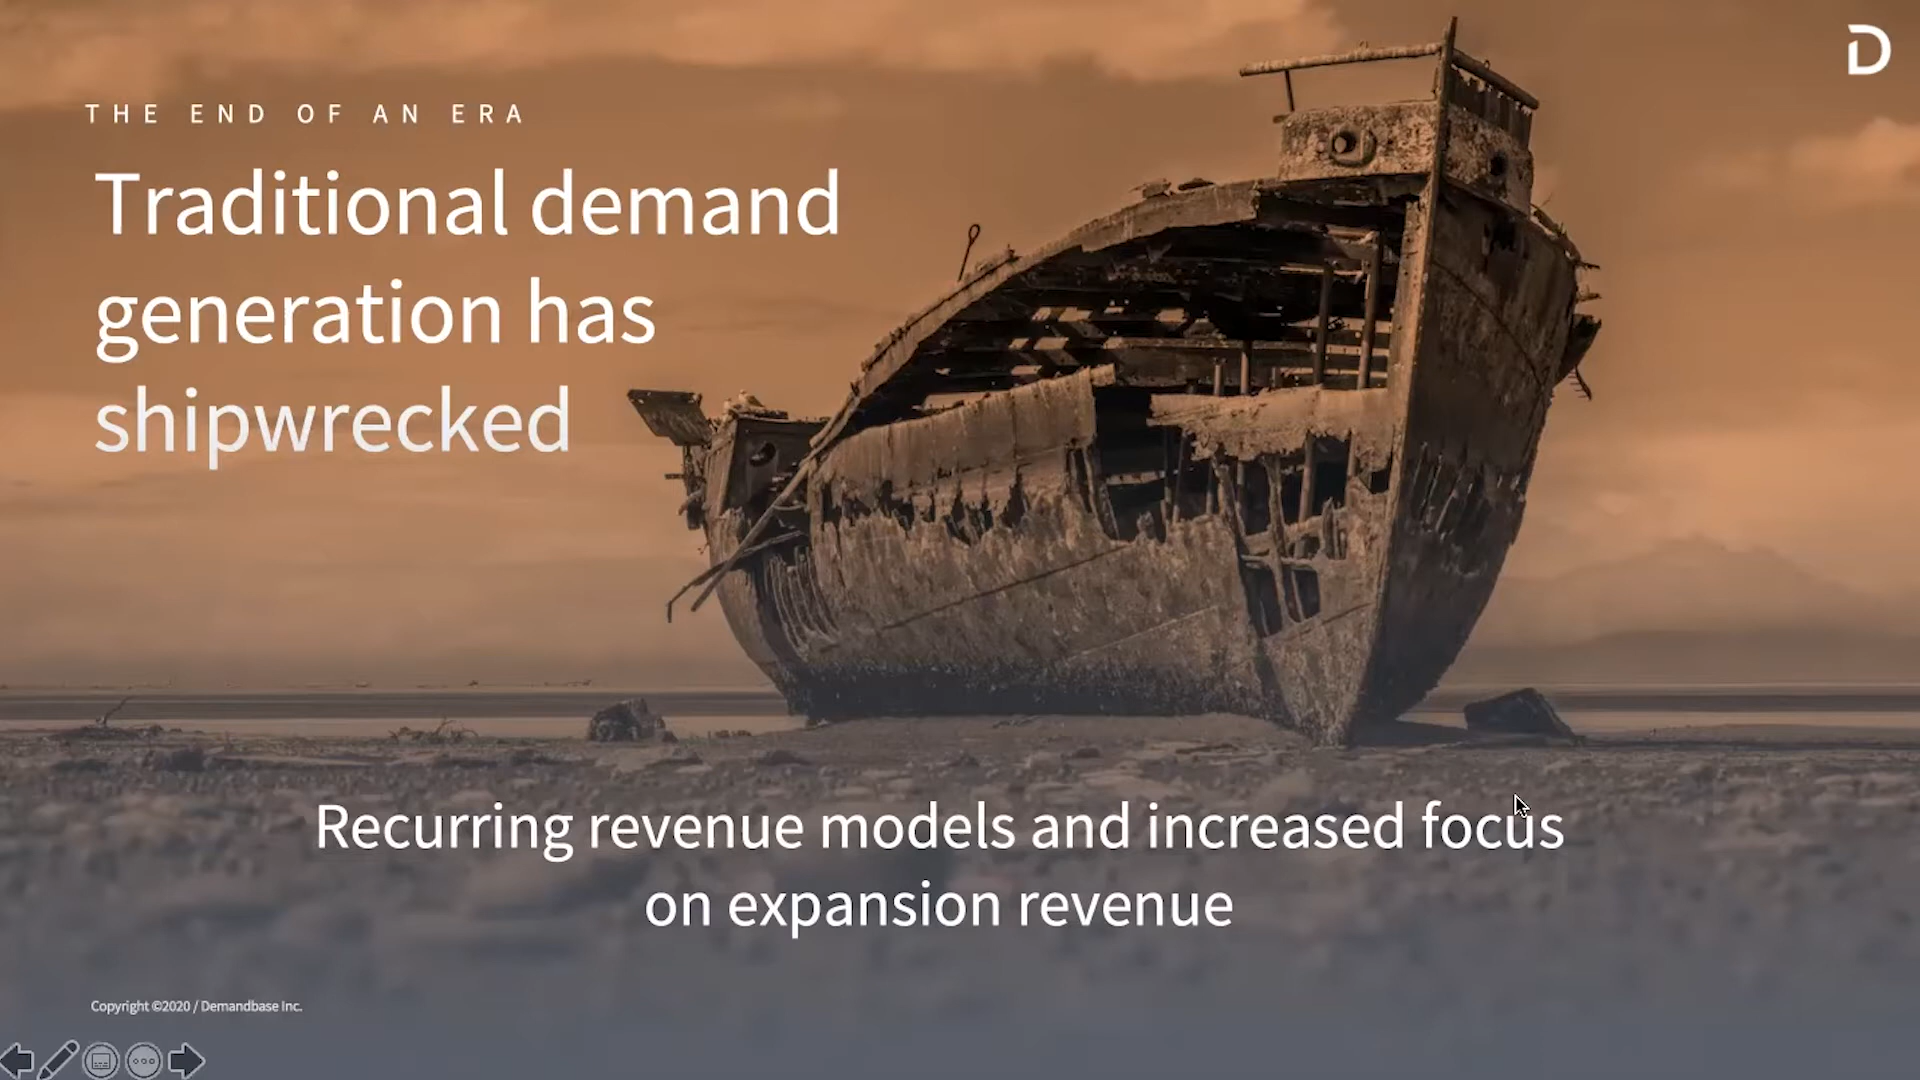 THE END OF AN ERA
Traditional demand
generation has
shipwrecked
Recurring revenue models and increased focus
on expansion revenue
Copyright ©2020 / Demandbase Inc.